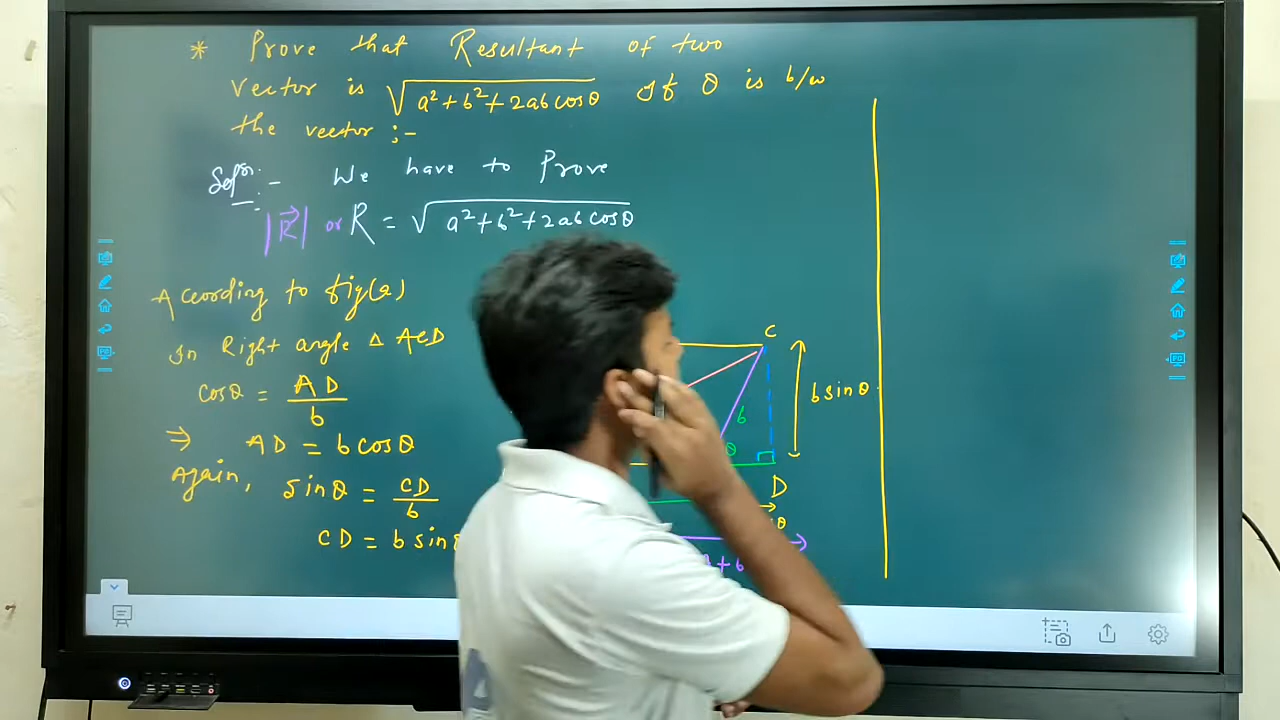 * Prove that Resultant of two
vector is √a²+b²+2ab cosθ If θ is b/w
the vector :-
Soln. :- We have to Prove
|R⃗| or R = √a²+b²+2ab cosθ
According to fig(a)
In Right angle Δ ACD
cosθ = AD/b
⇒ AD = b cosθ
Again, sinθ = CD/b
CD = b sin
C
b sinθ
b
θ
D
θ
+ b